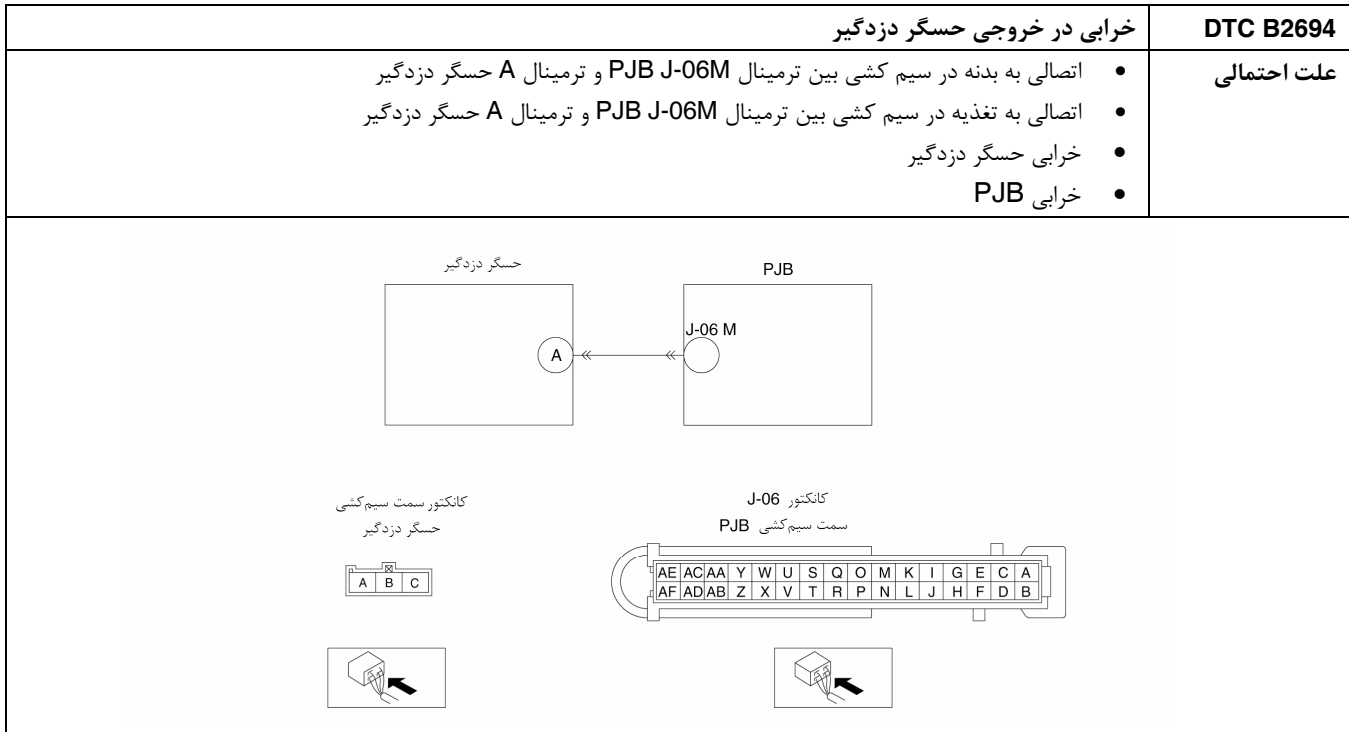 DTC B2694 خرابی در خروجی حسگر دزدگیر
علت احتمالی
• اتصالی به بدنه در سیم کشی بین ترمینال PJB J-06M و ترمینال A حسگر دزدگیر
• اتصالی به تغذیه در سیم کشی بین ترمینال PJB J-06M و ترمینال A حسگر دزدگیر
• خرابی حسگر دزدگیر
• خرابی PJB
حسگر دزدگیر
PJB
J-06 M
A
کانکتور سمت سیم‌کشی
حسگر دزدگیر
A B C
کانکتور J-06
سمت سیم‌کشی PJB
AE AC AA Y W U S Q O M K I G E C A
AF AD AB Z X V T R P N L J H F D B